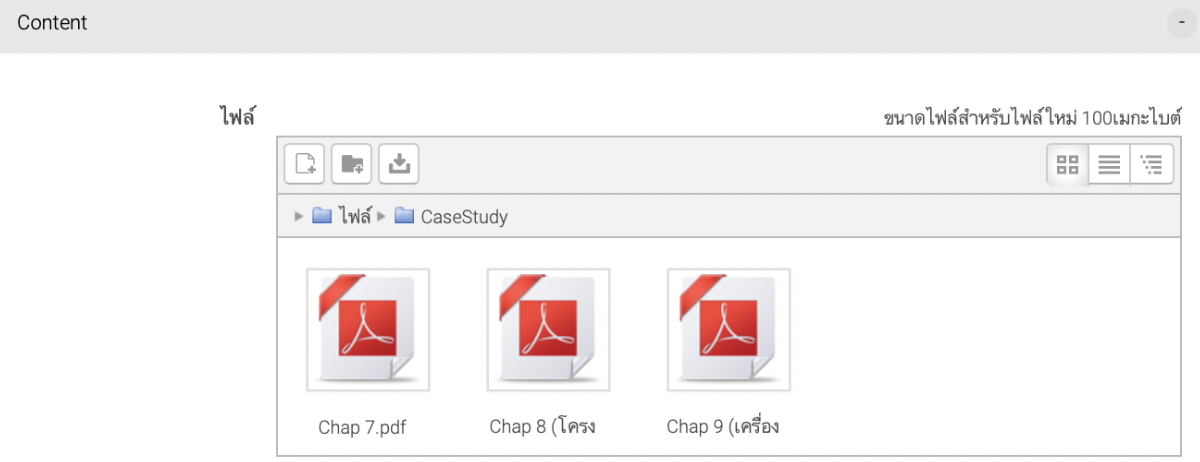 Content
-
ไฟล์
ขนาดไฟล์สำหรับไฟล์ใหม่ 100เมกะไบต์
ไฟล์ CaseStudy
Chap 7.pdf
Chap 8 (โครง
Chap 9 (เครื่อง